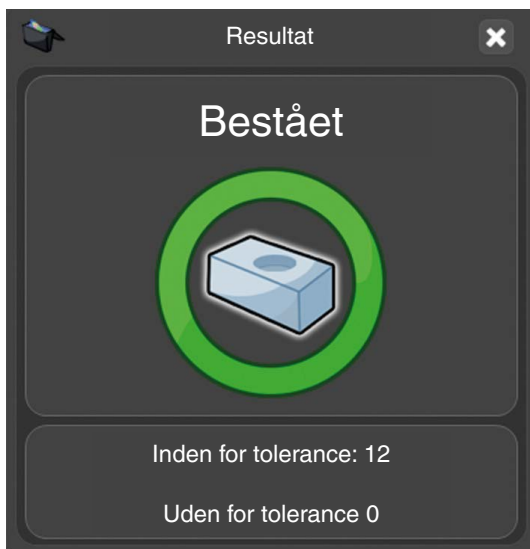 Resultat
Bestået
Inden for tolerance: 12
Uden for tolerance 0